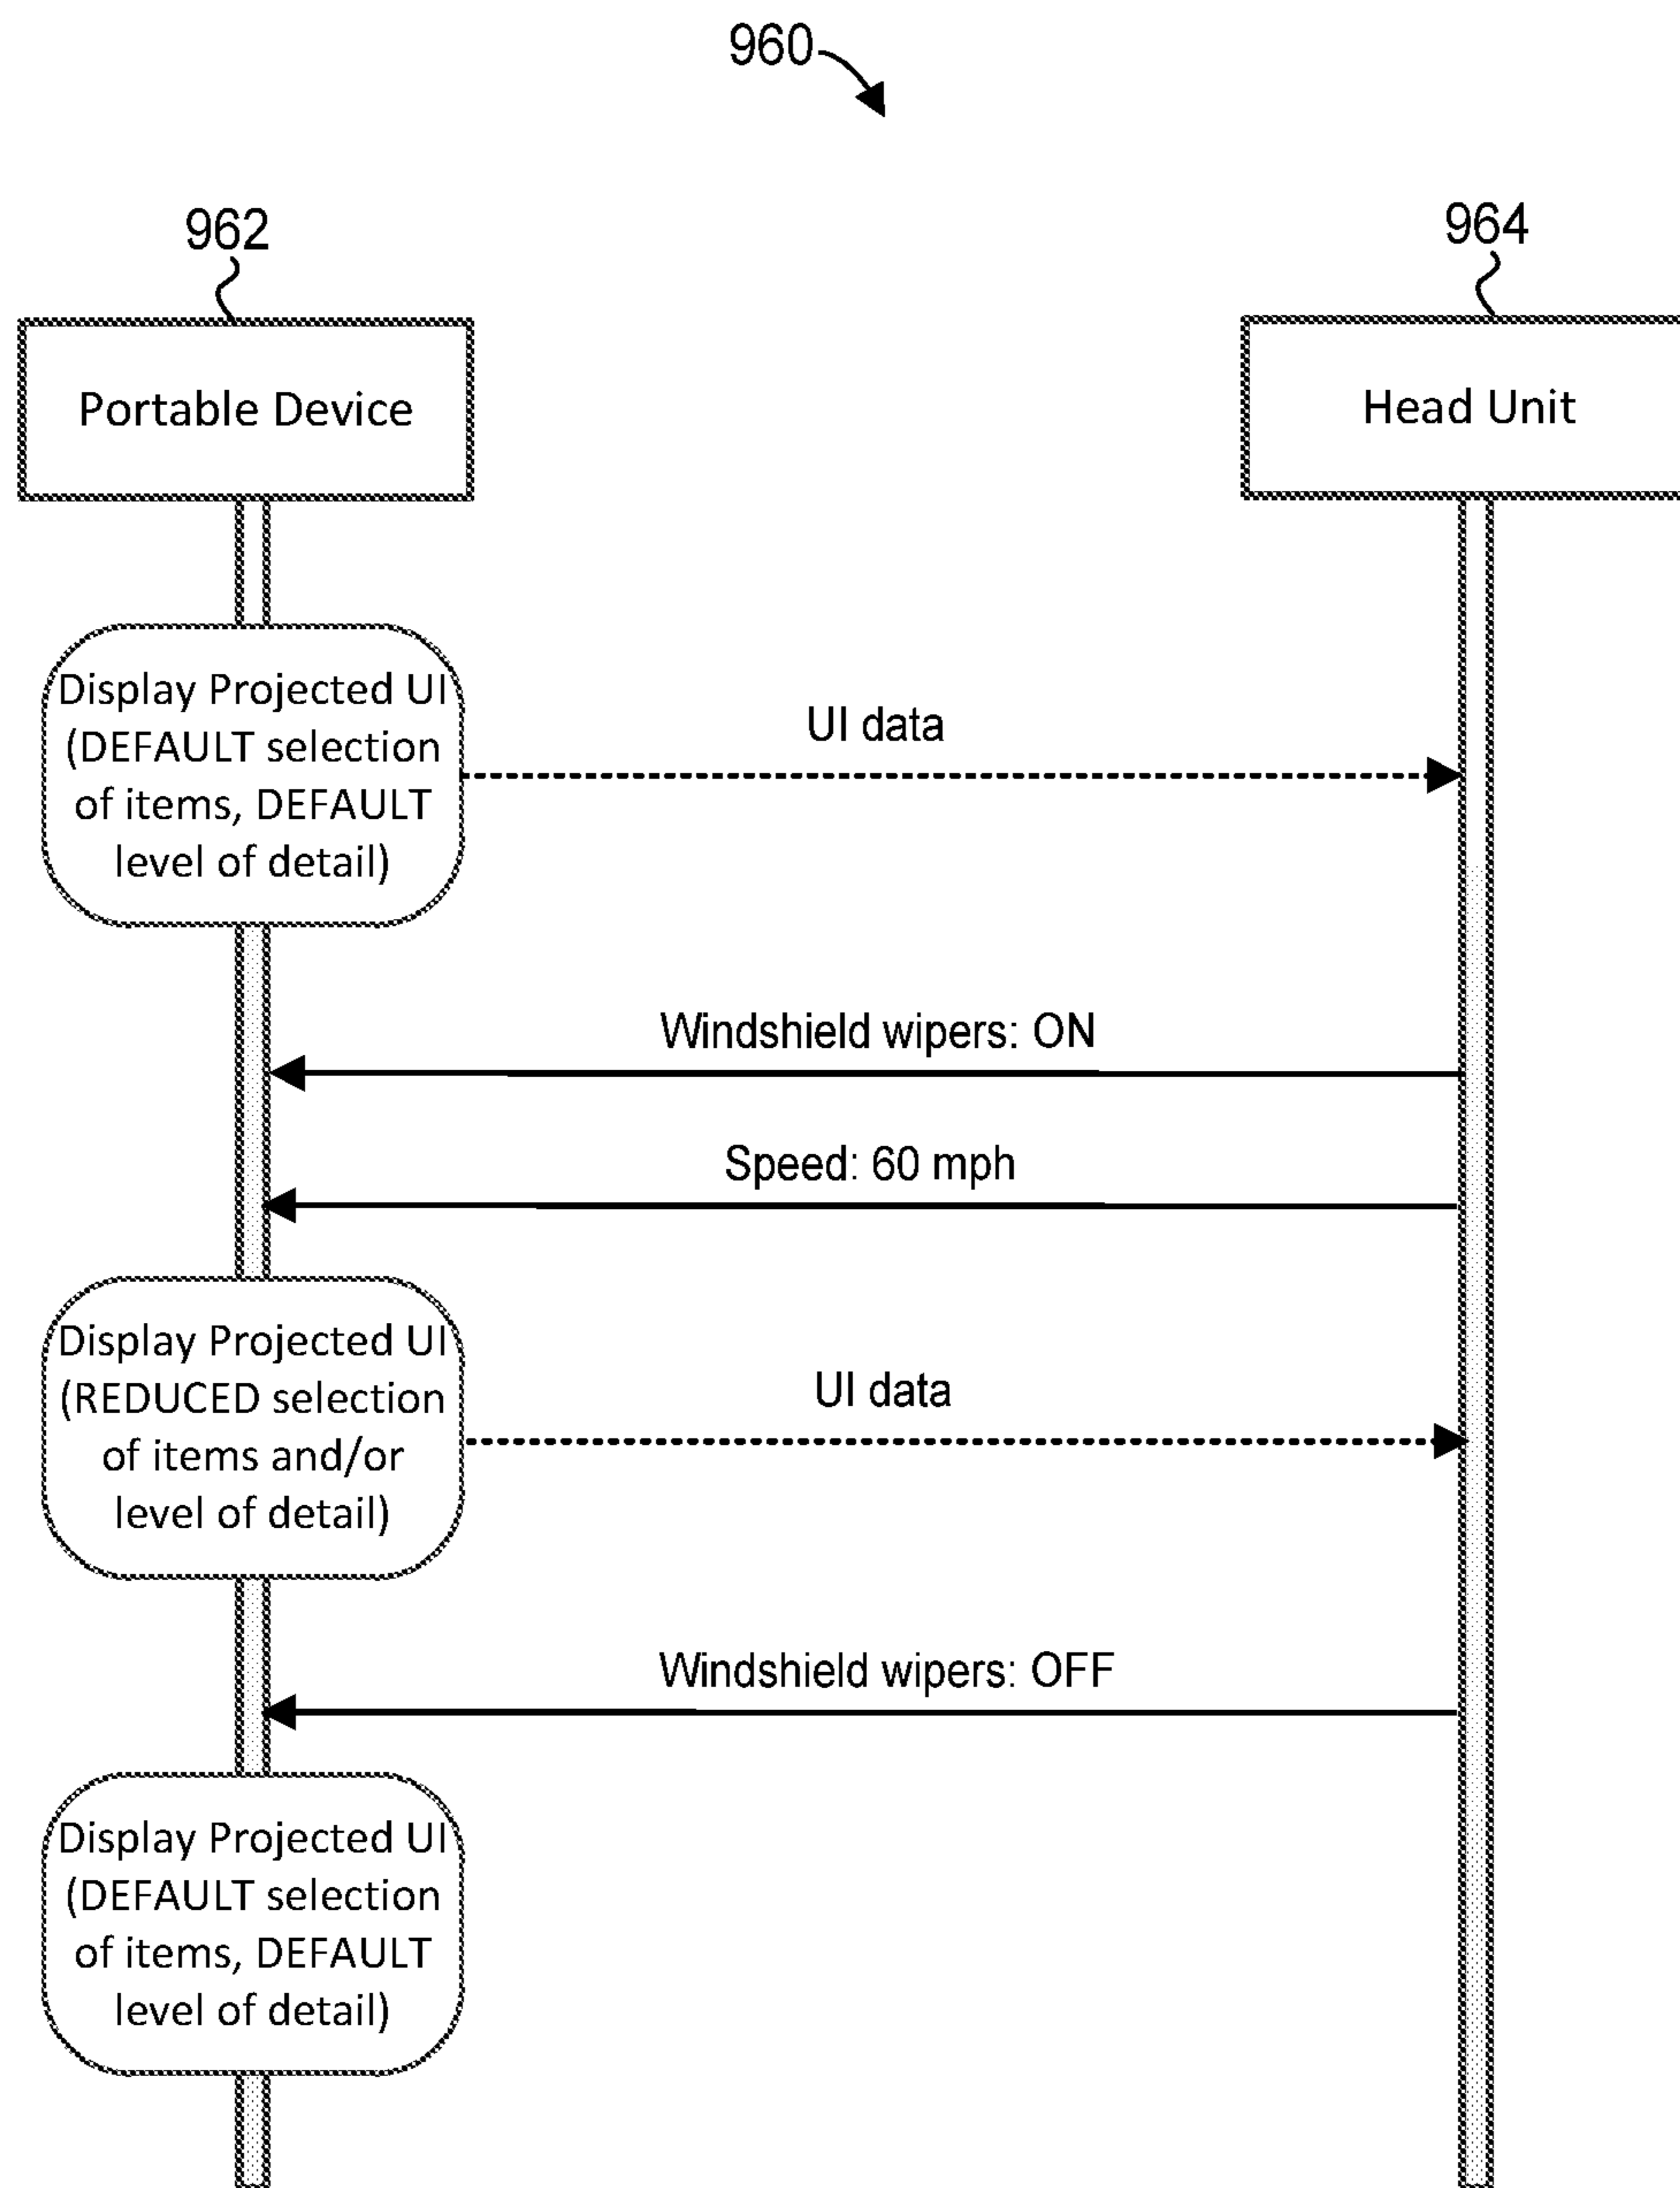 960
962
964
Portable Device
Head Unit
Display Projected UI
(DEFAULT selection
of items, DEFAULT
level of detail)
UI data
Windshield wipers: ON
Speed: 60 mph
Display Projected UI
(REDUCED selection
of items and/or
level of detail)
UI data
Windshield wipers: OFF
Display Projected UI
(DEFAULT selection
of items, DEFAULT
level of detail)